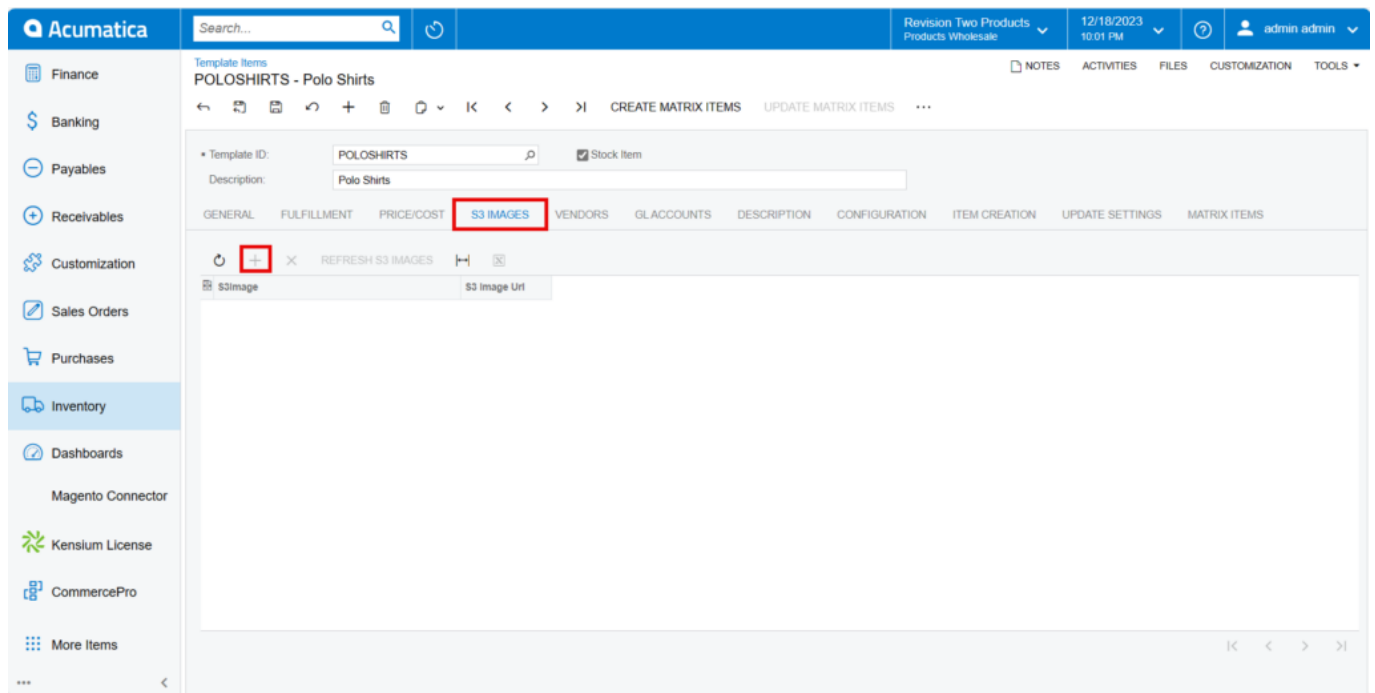 Acumatica
Search...
Revision Two Products
Products Wholesale
12/18/2023
10:01 PM
admin admin
Finance
Banking
Payables
Receivables
Customization
Sales Orders
Purchases
Inventory
Dashboards
Magento Connector
Kensium License
CommercePro
More Items
Template Items
POLOSHIRTS - Polo Shirts
NOTES
ACTIVITIES
FILES
CUSTOMIZATION
TOOLS
CREATE MATRIX ITEMS
UPDATE MATRIX ITEMS
Template ID:
POLOSHIRTS
Stock Item
Description:
Polo Shirts
GENERAL
FULFILLMENT
PRICE/COST
S3 IMAGES
VENDORS
GL ACCOUNTS
DESCRIPTION
CONFIGURATION
ITEM CREATION
UPDATE SETTINGS
MATRIX ITEMS
REFRESH S3 IMAGES
S3Image
S3 Image Url